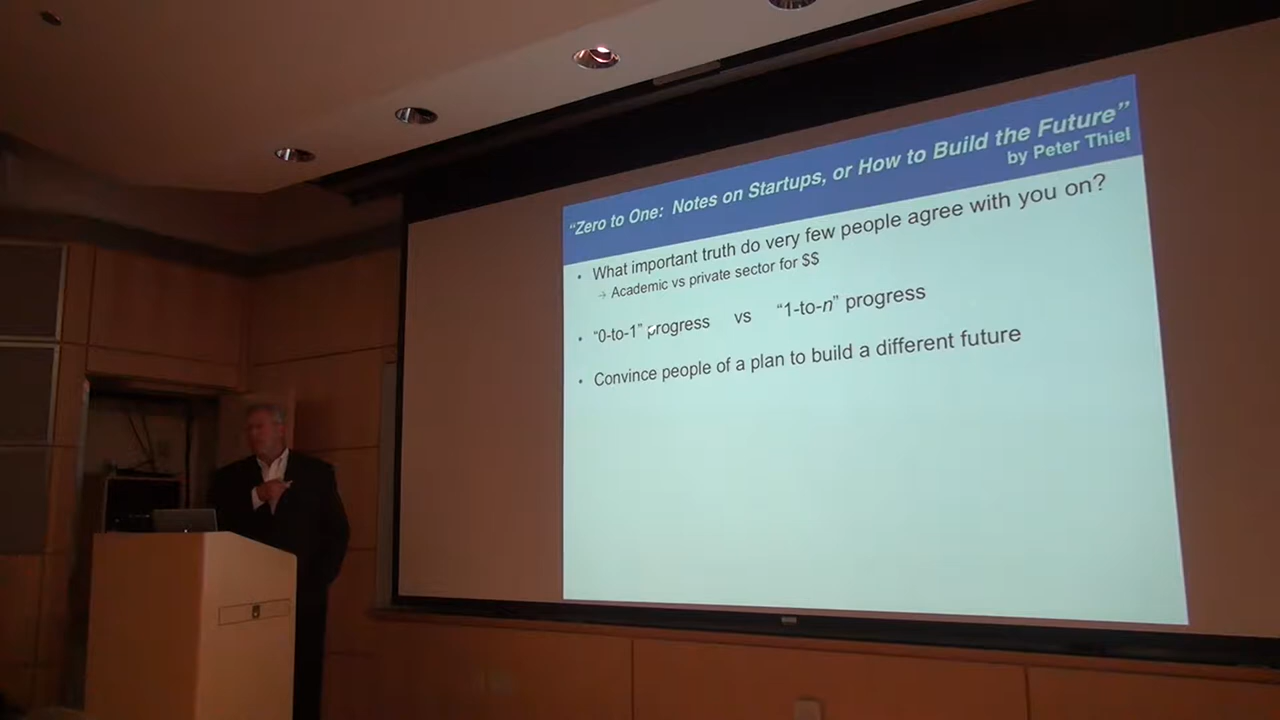 “Zero to One: Notes on Startups, or How to Build the Future”
by Peter Thiel
• What important truth do very few people agree with you on?
→ Academic vs private sector for $$
• “0-to-1” progress vs “1-to-n” progress
• Convince people of a plan to build a different future